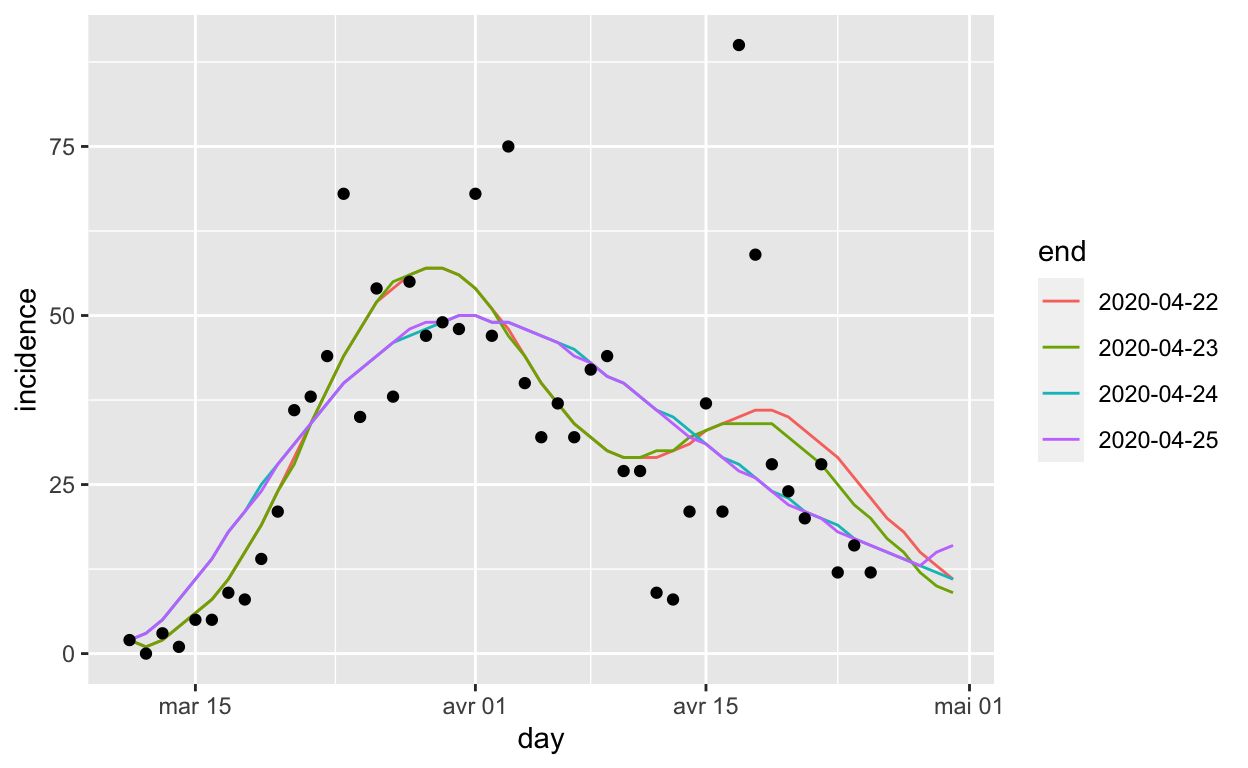 75
50
25
0
incidence
mar 15
avr 01
avr 15
mai 01
day
end
2020-04-22
2020-04-23
2020-04-24
2020-04-25